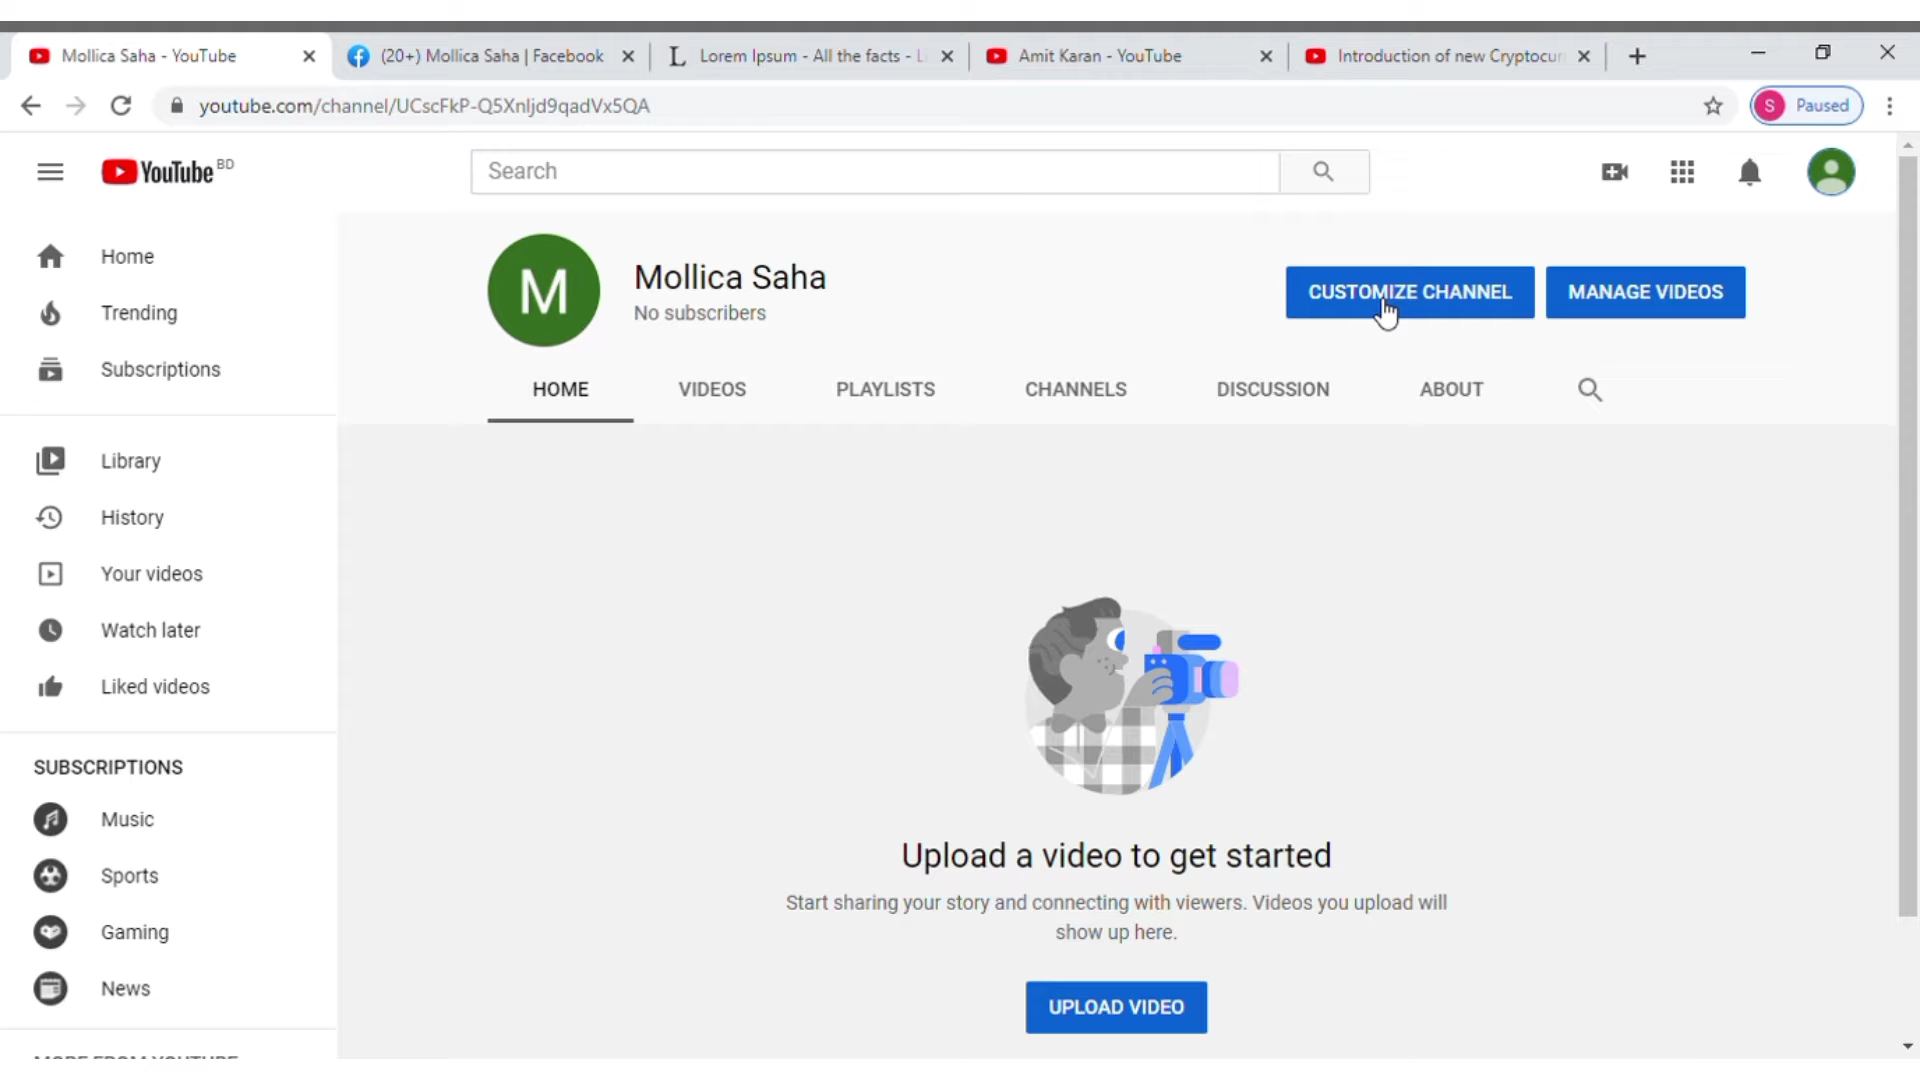 Mollica Saha - YouTube
(20+) Mollica Saha | Facebook
Lorem Ipsum - All the facts - L
Amit Karan - YouTube
Introduction of new Cryptocur
youtube.com/channel/UCscFkP-Q5Xnljd9qadVx5QA
S Paused
YouTube BD
Search
Home
Trending
Subscriptions
Library
History
Your videos
Watch later
Liked videos
SUBSCRIPTIONS
Music
Sports
Gaming
News
MORE FROM YOUTUBE
M
Mollica Saha
No subscribers
CUSTOMIZE CHANNEL
MANAGE VIDEOS
HOME VIDEOS PLAYLISTS CHANNELS DISCUSSION ABOUT
Upload a video to get started
Start sharing your story and connecting with viewers. Videos you upload will
show up here.
UPLOAD VIDEO